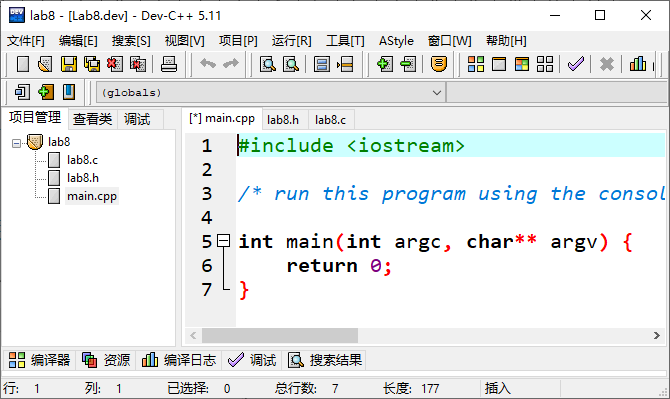 lab8 - [Lab8.dev] - Dev-C++ 5.11
文件[F] 编辑[E] 搜索[S] 视图[V] 项目[P] 运行[R] 工具[T] AStyle 窗口[W] 帮助[H]
(globals)
项目管理 查看类 调试
[*] main.cpp lab8.h lab8.c
lab8
lab8.c
lab8.h
main.cpp
1 #include <iostream>
2
3 /* run this program using the consol
4
5 int main(int argc, char** argv) {
6 return 0;
7 }
编译器 资源 编译日志 调试 搜索结果
行: 1 列: 1 已选择: 0 总行数: 7 长度: 177 插入